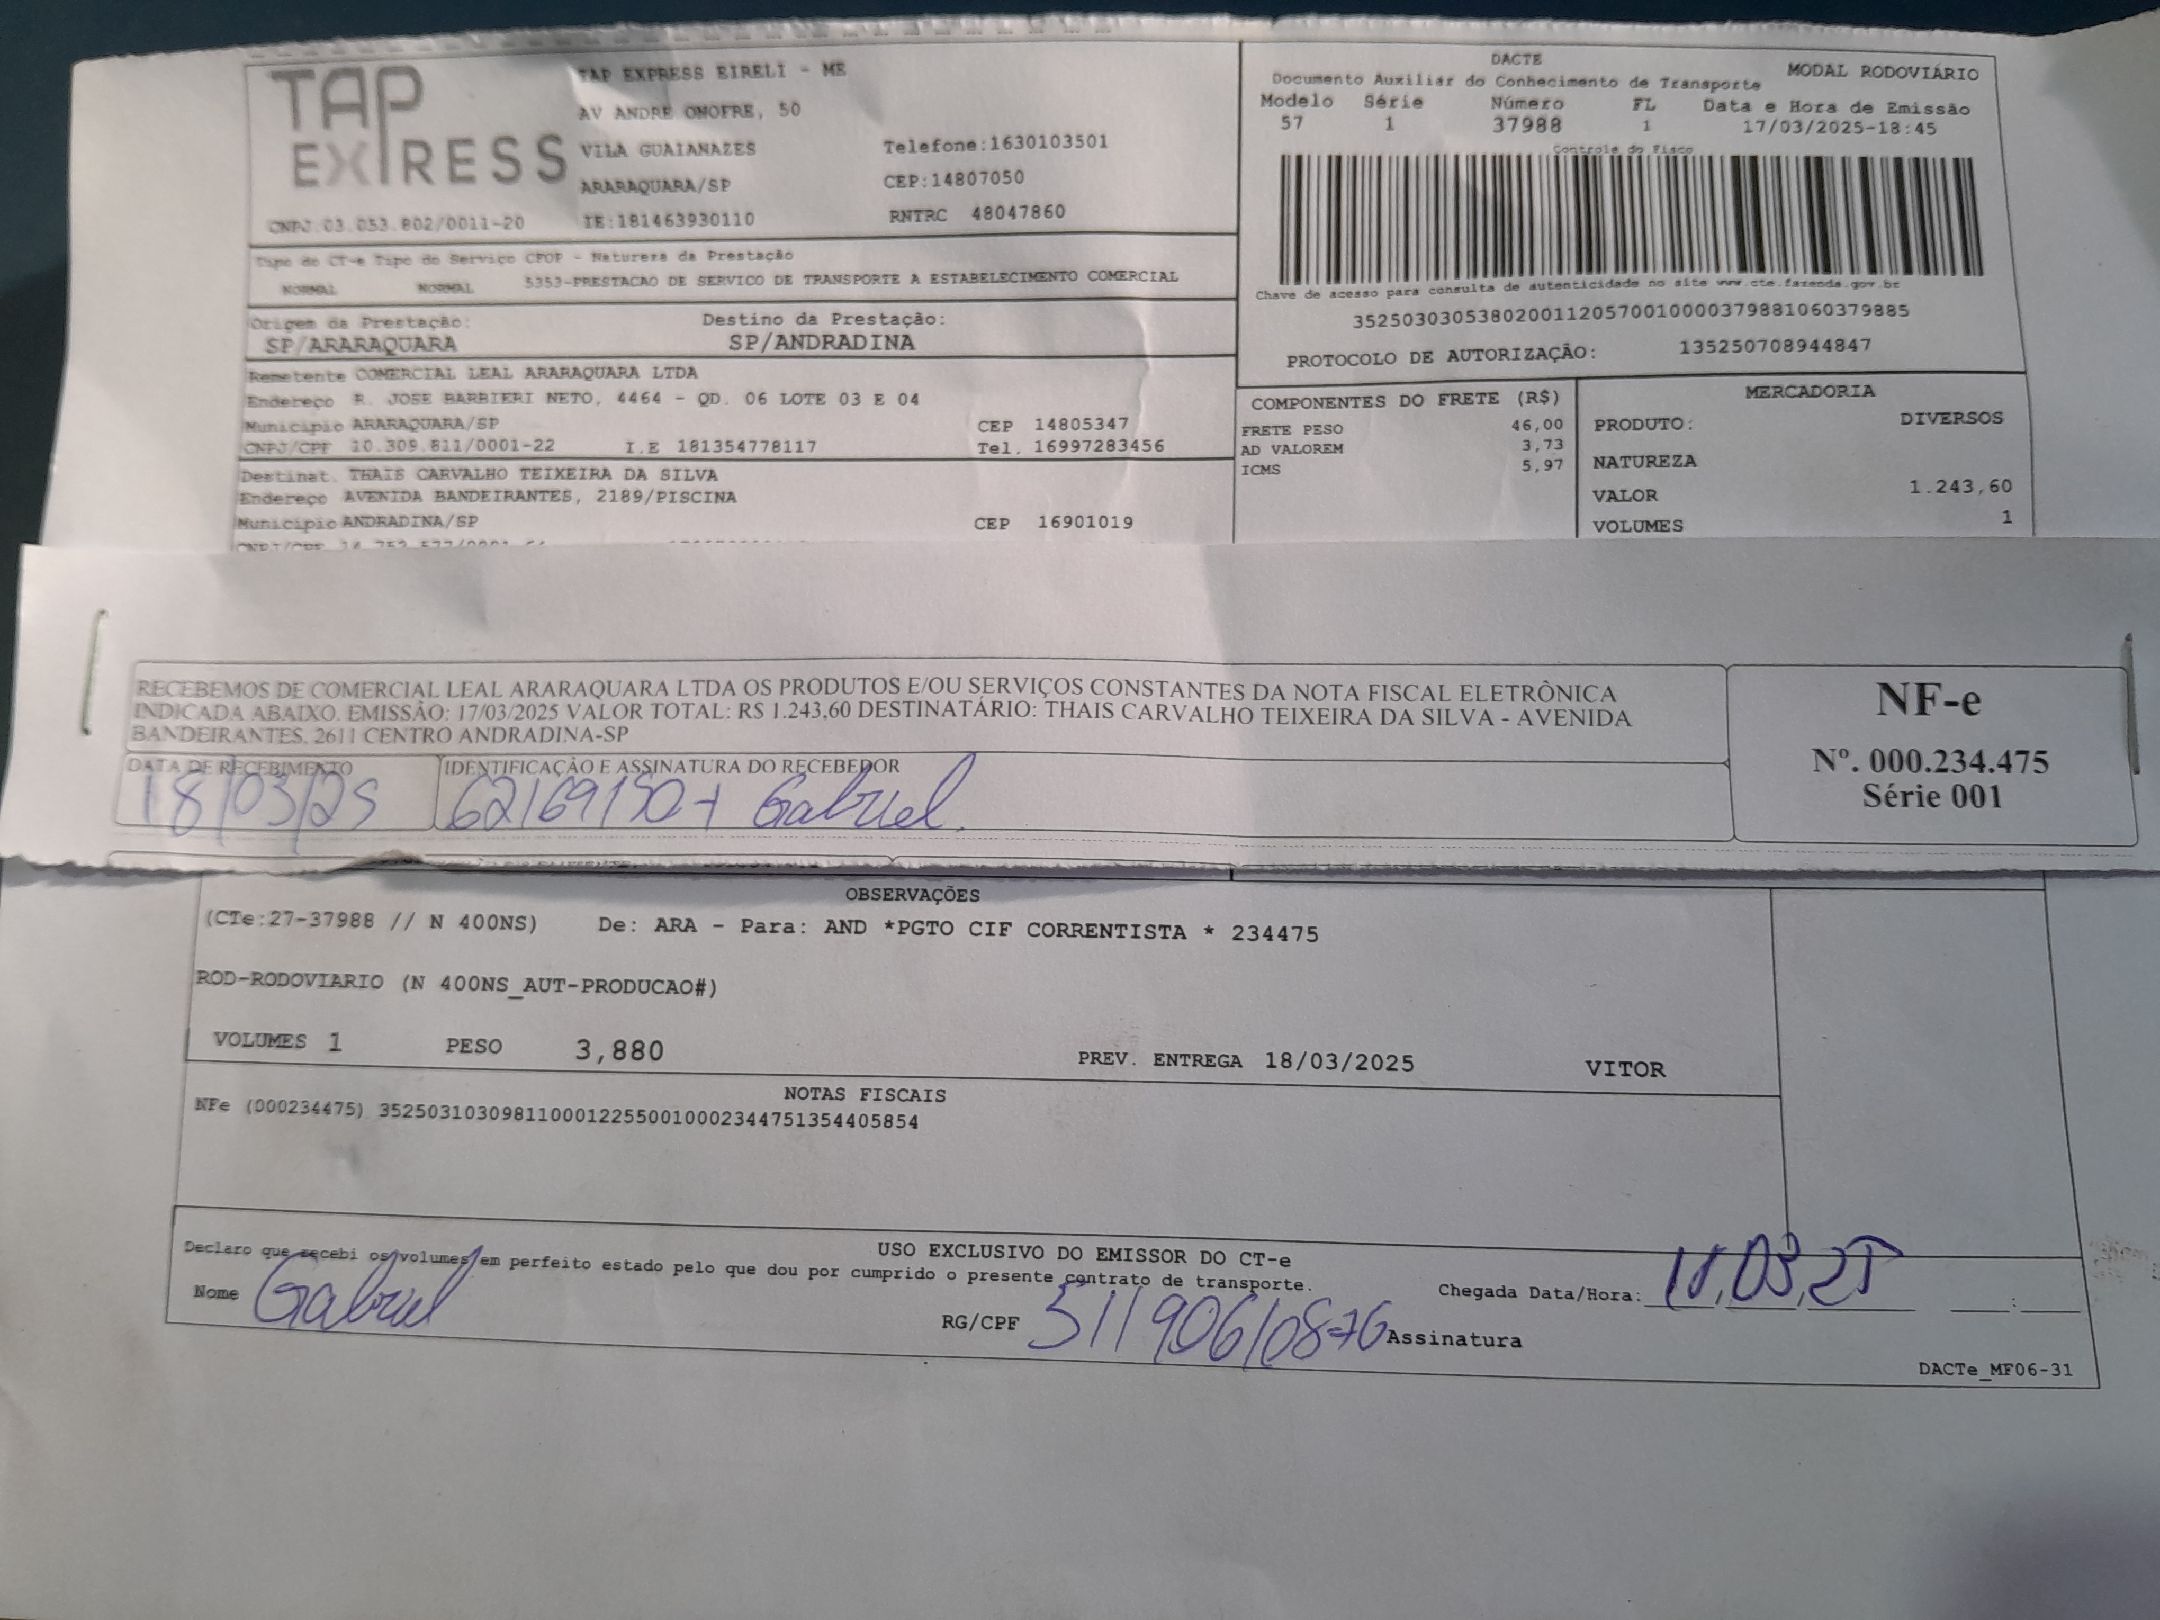 TAP EXPRESS
TAP EXPRESS EIRELI - ME
AV ANDRE ONOFRE, 50
VILA GUAIANAZES
Telefone:1630103501
ARARAQUARA/SP
CEP:14807050
CNPJ:03.053.802/0011-20
IE:181463930110
RNTRC 48047860
DACTE
MODAL RODOVIÁRIO
Documento Auxiliar do Conhecimento de Transporte
Modelo Série Número FL Data e Hora de Emissão
57 1 37988 1 17/03/2025-18:45
Controle do Fisco
Chave de acesso para consulta de autenticidade no site www.cte.fazenda.gov.br
35250303053802001120570010000379881060379885
PROTOCOLO DE AUTORIZAÇÃO: 135250708944847
Tipo do CT-e Tipo do Serviço CFOP - Natureza da Prestação
NORMAL NORMAL 5353-PRESTACAO DE SERVICO DE TRANSPORTE A ESTABELECIMENTO COMERCIAL
Origem da Prestação: Destino da Prestação:
SP/ARARAQUARA SP/ANDRADINA
Remetente COMERCIAL LEAL ARARAQUARA LTDA
Endereço R. JOSE BARBIERI NETO, 4464 - QD. 06 LOTE 03 E 04
Município ARARAQUARA/SP CEP 14805347
CNPJ/CPF 10.309.811/0001-22 I.E 181354778117 Tel. 16997283456
Destinat. THAIS CARVALHO TEIXEIRA DA SILVA
Endereço AVENIDA BANDEIRANTES, 2189/PISCINA
Município ANDRADINA/SP CEP 16901019
CNPJ/CPF
COMPONENTES DO FRETE (R$)
FRETE PESO 46,00
AD VALOREM 3,73
ICMS 5,97
MERCADORIA
PRODUTO: DIVERSOS
NATUREZA
VALOR 1.243,60
VOLUMES 1
RECEBEMOS DE COMERCIAL LEAL ARARAQUARA LTDA OS PRODUTOS E/OU SERVIÇOS CONSTANTES DA NOTA FISCAL ELETRÔNICA
INDICADA ABAIXO. EMISSÃO: 17/03/2025 VALOR TOTAL: R$ 1.243,60 DESTINATÁRIO: THAIS CARVALHO TEIXEIRA DA SILVA - AVENIDA
BANDEIRANTES, 2611 CENTRO ANDRADINA-SP
DATA DE RECEBIMENTO IDENTIFICAÇÃO E ASSINATURA DO RECEBEDOR
18/03/25 Gabriel
NF-e
Nº. 000.234.475
Série 001
OBSERVAÇÕES
(CTe:27-37988 // N 400NS) De: ARA - Para: AND *PGTO CIF CORRENTISTA * 234475
ROD-RODOVIARIO (N 400NS_AUT-PRODUCAO#)
VOLUMES 1 PESO 3,880 PREV. ENTREGA 18/03/2025 VITOR
NOTAS FISCAIS
NFe (000234475) 35250310309811000122550010002344751354405854
USO EXCLUSIVO DO EMISSOR DO CT-e
Declaro que recebi os volumes em perfeito estado pelo que dou por cumprido o presente contrato de transporte.
Nome Gabriel RG/CPF Assinatura
Chegada Data/Hora: 18,03,25 __:__
DACTe_MF06-31